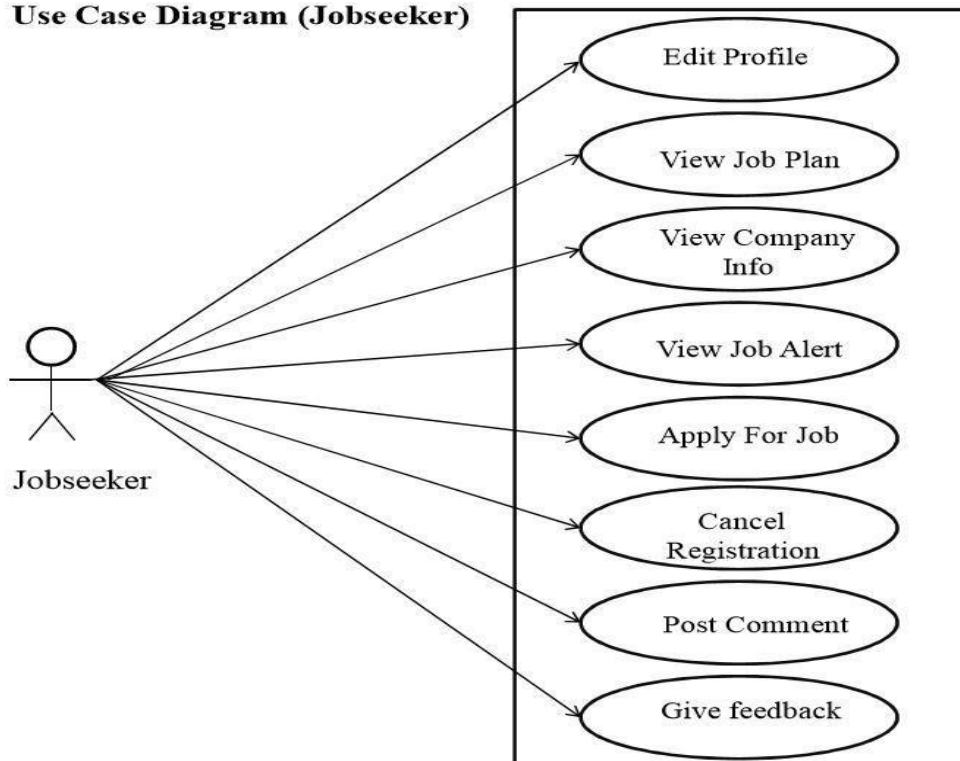 Use Case Diagram (Jobseeker)
Edit Profile
View Job Plan
View Company
Info
View Job Alert
Apply For Job
Jobseeker
Cancel
Registration
Post Comment
Give feedback